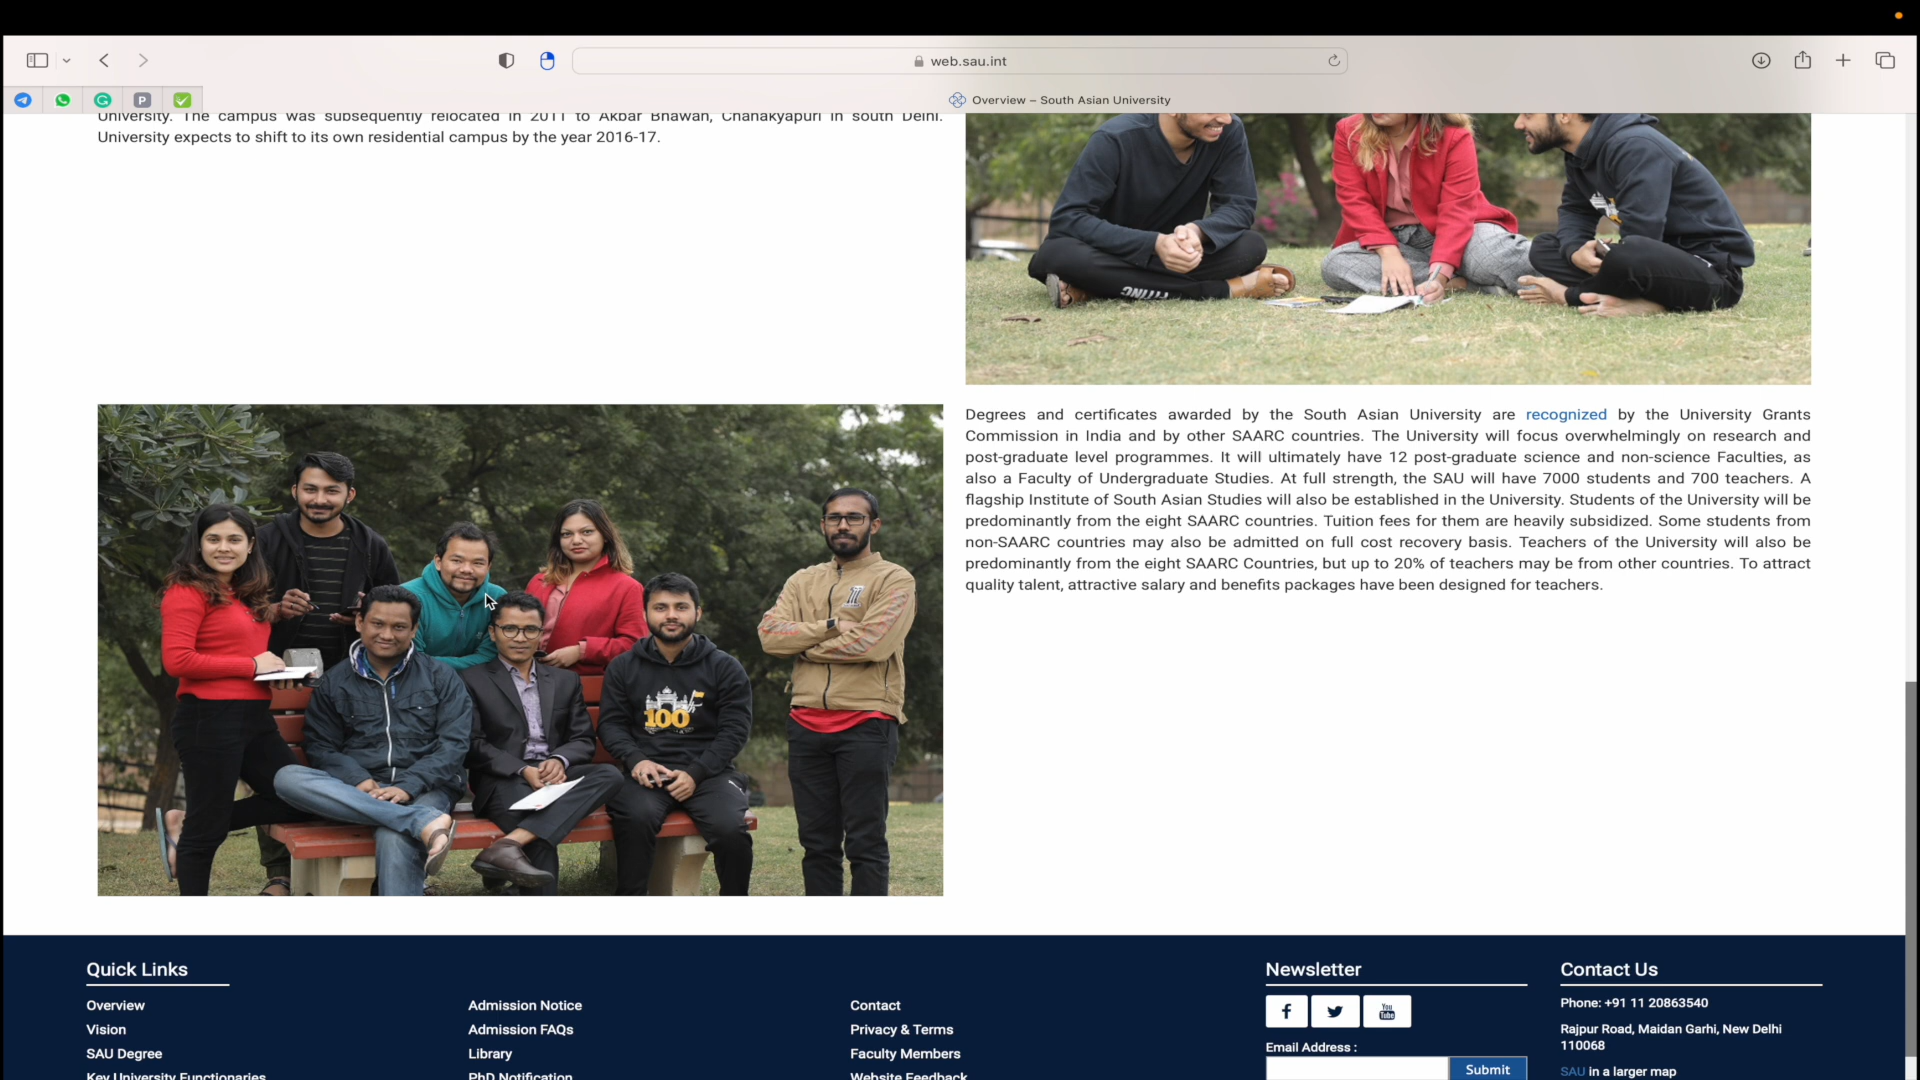 web.sau.int
P
Overview – South Asian University
University. The campus was subsequently relocated in 2011 to Akbar Bhawan, Chanakyapuri in south Delhi.
University expects to shift to its own residential campus by the year 2016-17.
Degrees and certificates awarded by the South Asian University are recognized by the University Grants
Commission in India and by other SAARC countries. The University will focus overwhelmingly on research and
post-graduate level programmes. It will ultimately have 12 post-graduate science and non-science Faculties, as
also a Faculty of Undergraduate Studies. At full strength, the SAU will have 7000 students and 700 teachers. A
flagship Institute of South Asian Studies will also be established in the University. Students of the University will be
predominantly from the eight SAARC countries. Tuition fees for them are heavily subsidized. Some students from
non-SAARC countries may also be admitted on full cost recovery basis. Teachers of the University will also be
predominantly from the eight SAARC Countries, but up to 20% of teachers may be from other countries. To attract
quality talent, attractive salary and benefits packages have been designed for teachers.
100
Quick Links
Overview
Vision
SAU Degree
Key University Functionaries
Admission Notice
Admission FAQs
Library
PhD Notification
Contact
Privacy & Terms
Faculty Members
Website Feedback
Newsletter
You
Tube
Email Address :
Submit
Contact Us
Phone: +91 11 20863540
Rajpur Road, Maidan Garhi, New Delhi
110068
SAU in a larger map